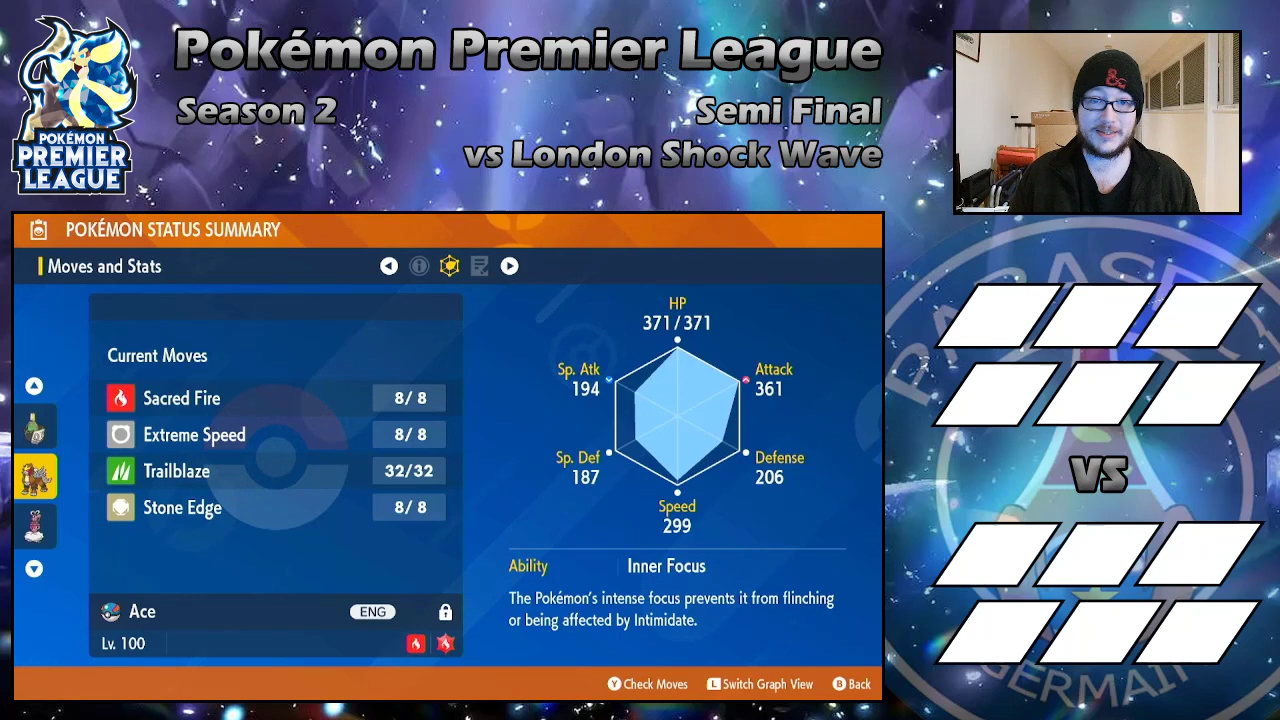 Pokémon Premier League
Season 2
Semi Final
vs London Shock Wave
POKÉMON
PREMIER
LEAGUE
POKÉMON STATUS SUMMARY
Moves and Stats
Current Moves
Sacred Fire 8/ 8
Extreme Speed 8/ 8
Trailblaze 32/32
Stone Edge 8/ 8
Ace ENG
Lv. 100
HP
371/371
Sp. Atk
194
Attack
361
Sp. Def
187
Defense
206
Speed
299
Ability Inner Focus
The Pokémon's intense focus prevents it from flinching
or being affected by Intimidate.
Y Check Moves L Switch Graph View B Back
VS
GERMAIN